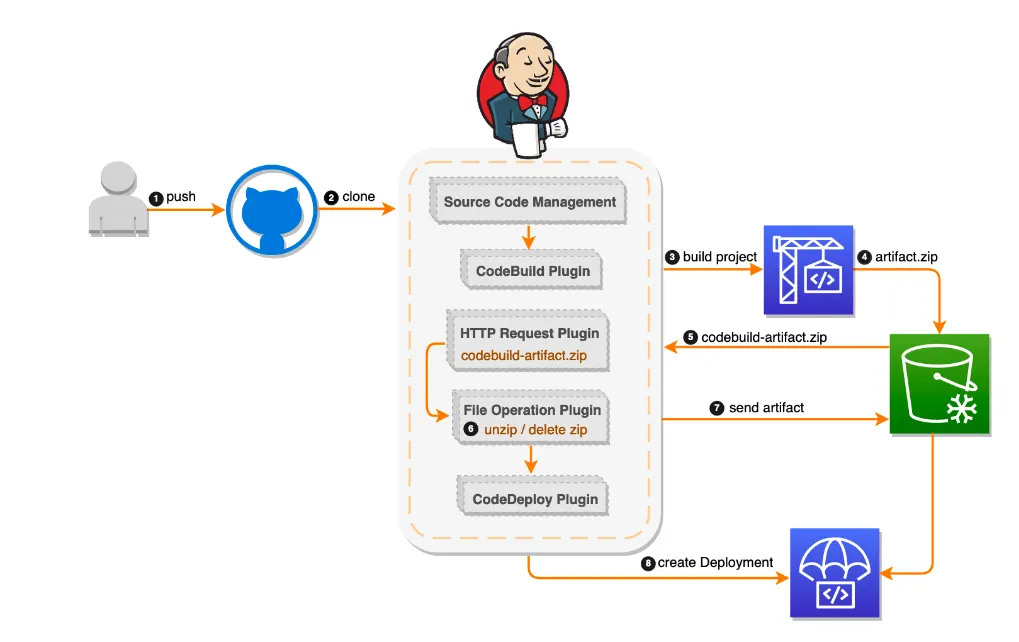 1 push
2 clone
Source Code Management
CodeBuild Plugin
3 build project
</>
4 artifact.zip
HTTP Request Plugin
codebuild-artifact.zip
5 codebuild-artifact.zip
File Operation Plugin
6 unzip / delete zip
7 send artifact
CodeDeploy Plugin
8 create Deployment
</>